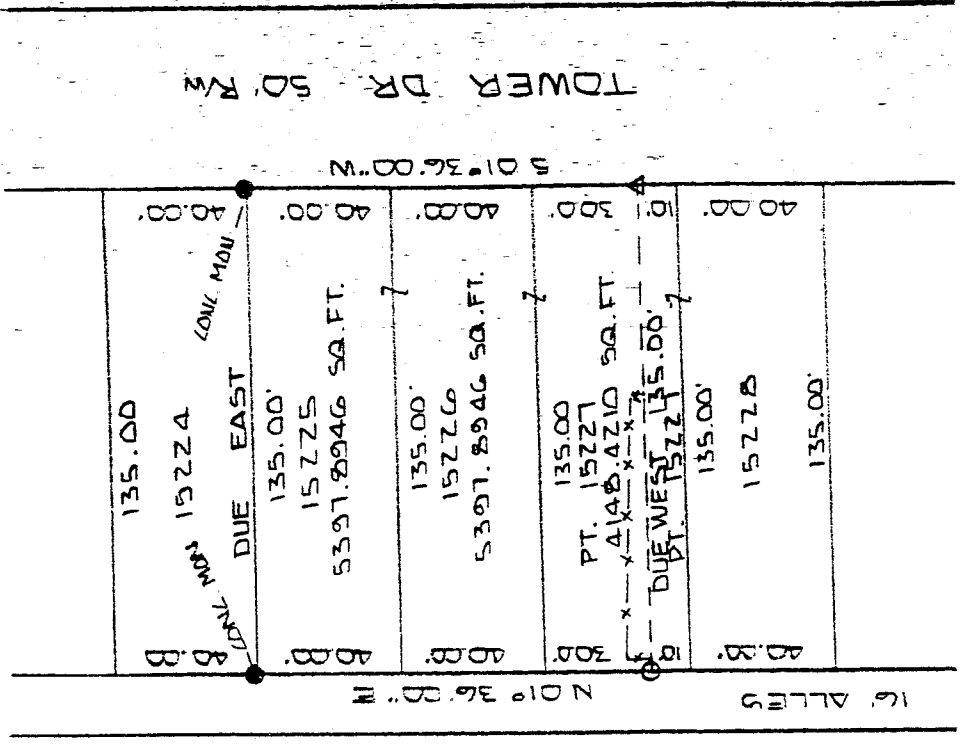 TOWER DR 50' R/W
S 01° 36'.00" W
40.00'
40.00'
40.00'
30.0'
10'
40.00'
CONC MON
CONC MON
135.00
15224
DUE EAST
135.00'
15225
5397.8946 SQ.FT.
135.00'
15226
5397.8946 SQ.FT.
135.00
PT. 15227
4148.4210 SQ.FT.
DUE WEST 135.00'
PT. 15227
135.00'
15228
135.00'
40.00
40.00'
40.00'
30.0'
10'
40.00'
N 01° 36'.00" E
16' ALLEY